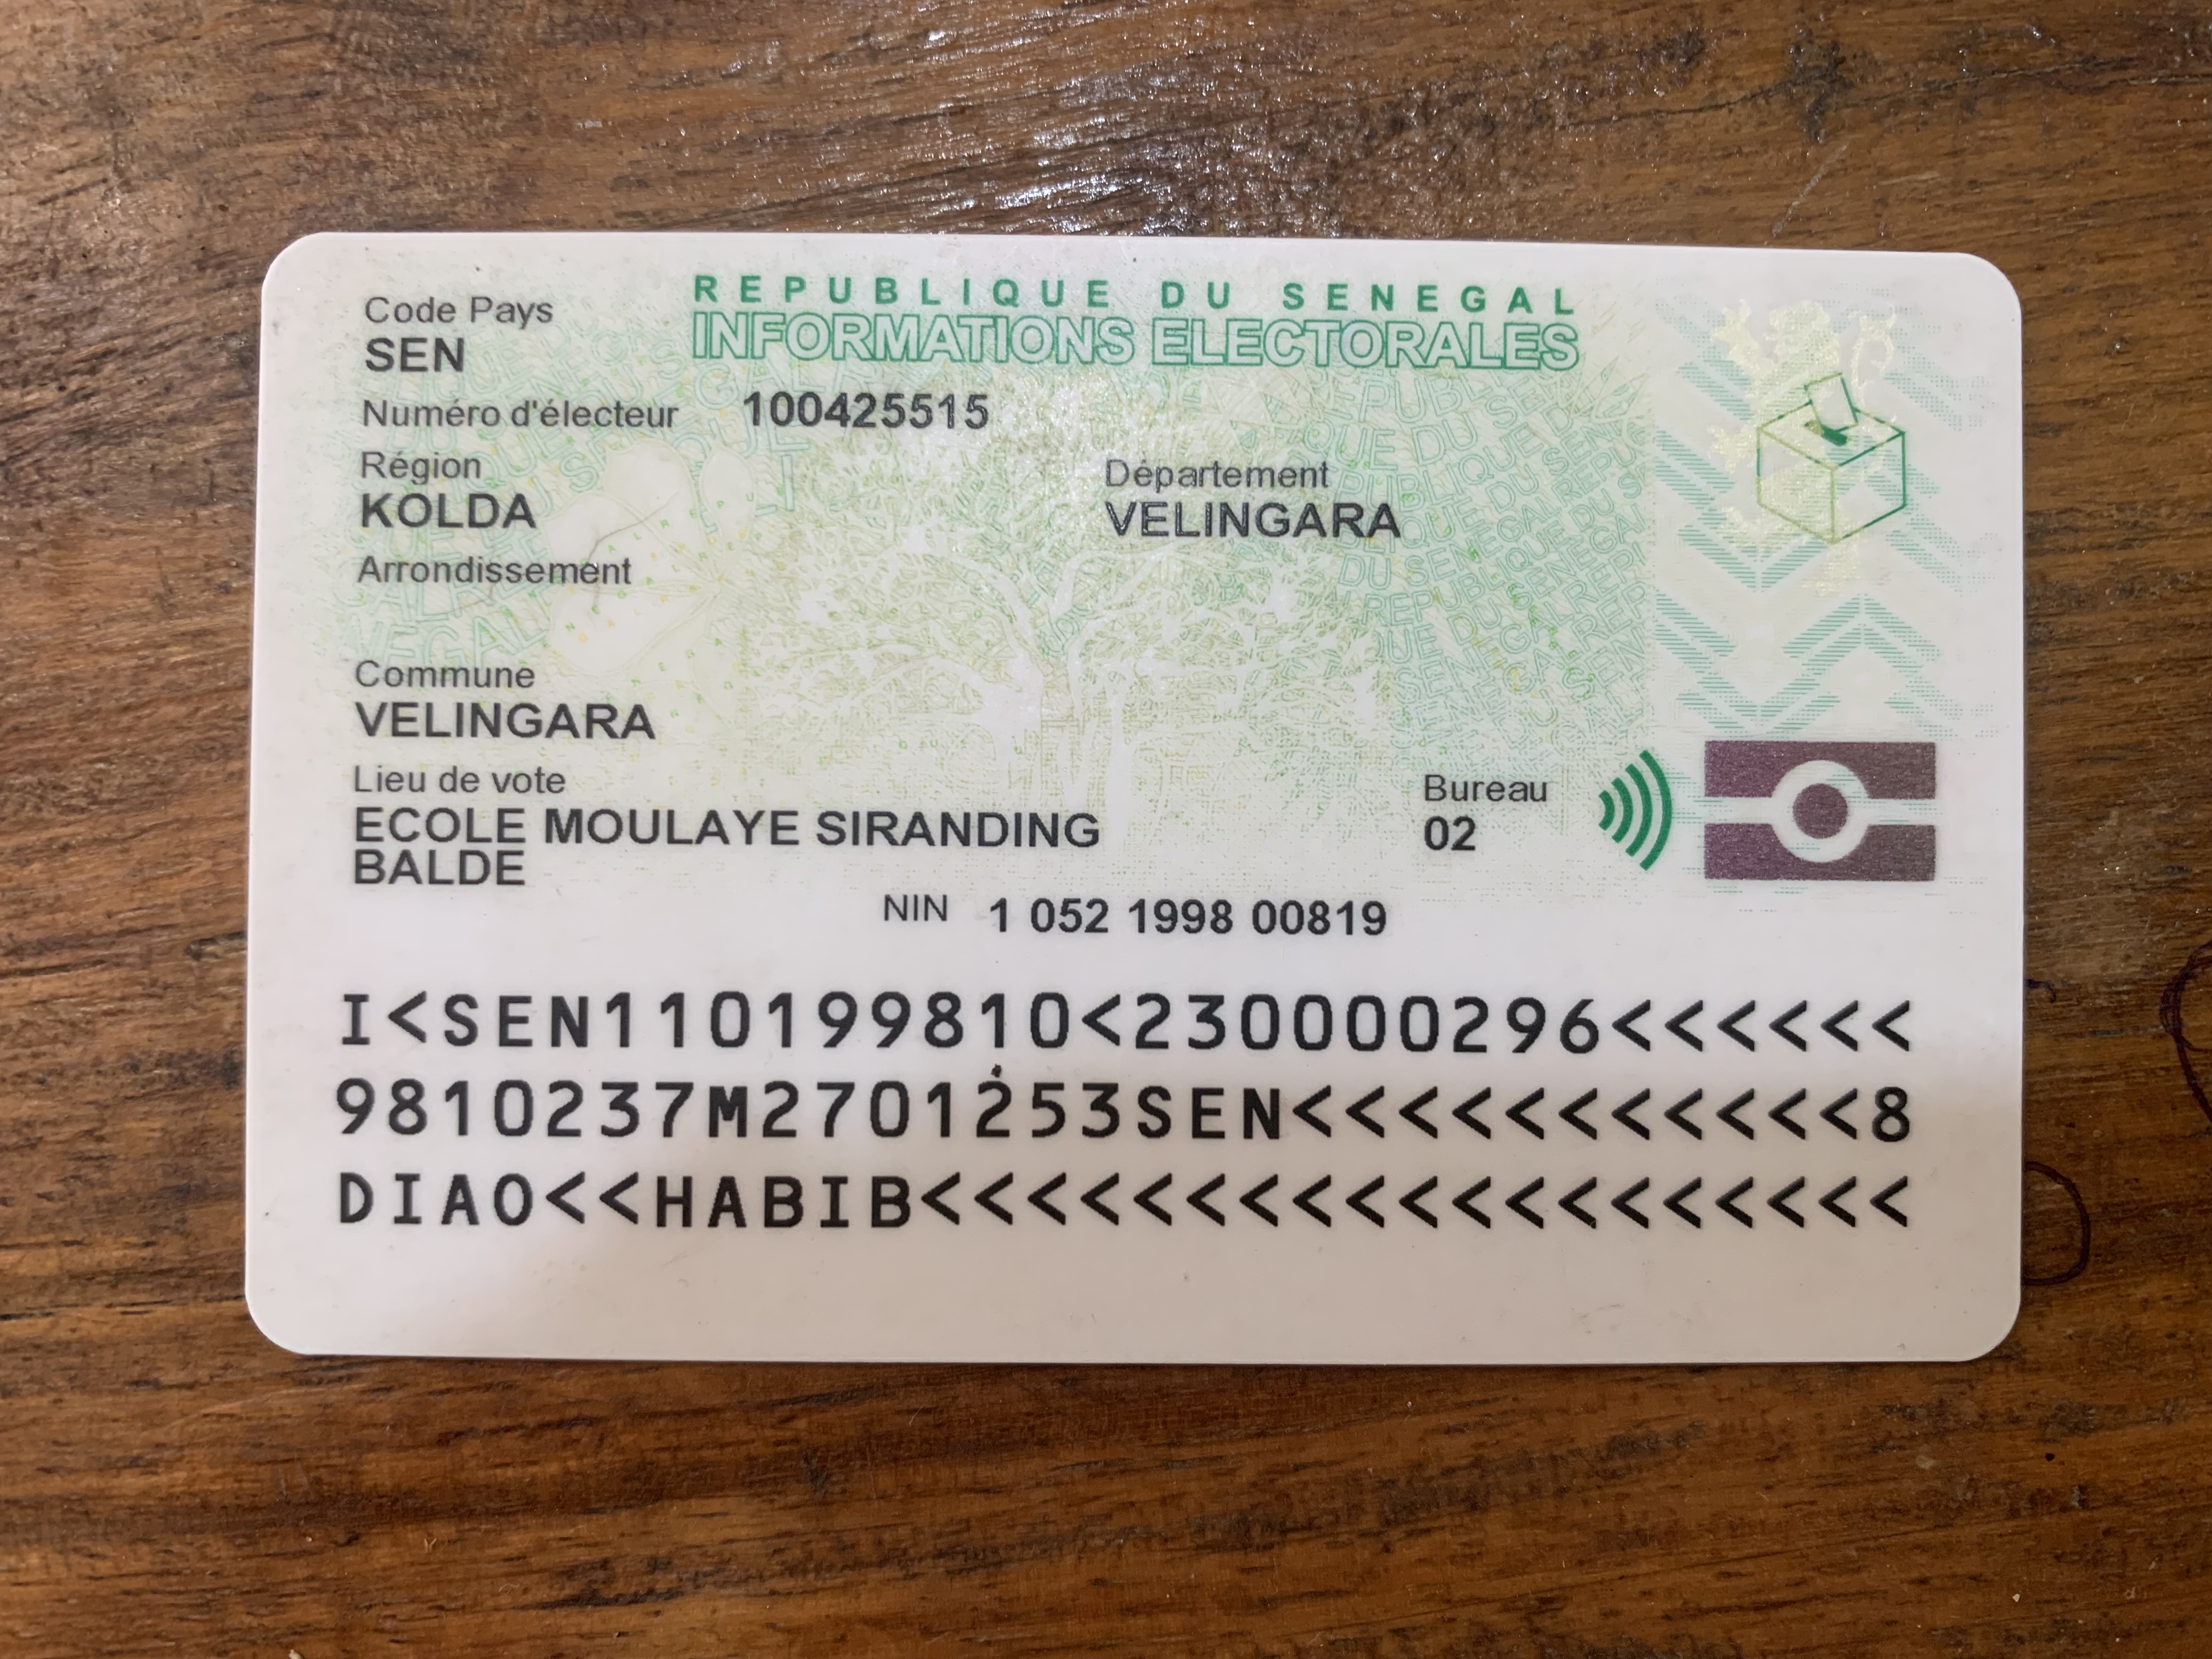 REPUBLIQUE DU SENEGAL
INFORMATIONS ELECTORALES
Code Pays
SEN
Numéro d'électeur 100425515
Région
KOLDA
Département
VELINGARA
Arrondissement
Commune
VELINGARA
Lieu de vote
ECOLE MOULAYE SIRANDING
BALDE
Bureau
02
NIN 1 052 1998 00819
I<SEN110199810<230000296<<<<<<
9810237M2701253SEN<<<<<<<<<<<8
DIAO<<HABIB<<<<<<<<<<<<<<<<<<<